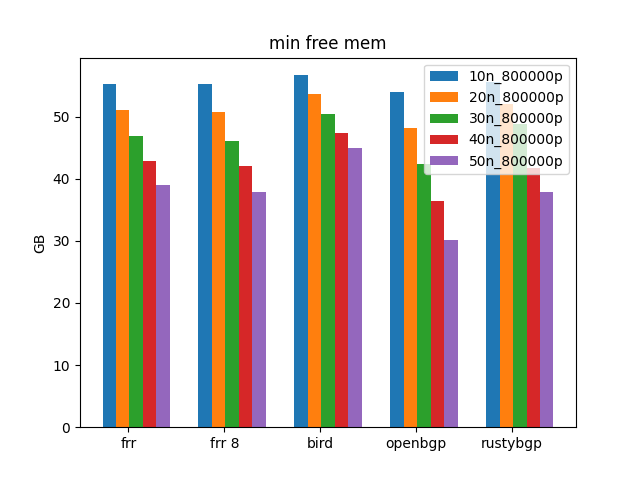 min free mem
10n_800000p
20n_800000p
30n_800000p
40n_800000p
50n_800000p
50
40
30
20
10
0
GB
frr
frr 8
bird
openbgp
rustybgp